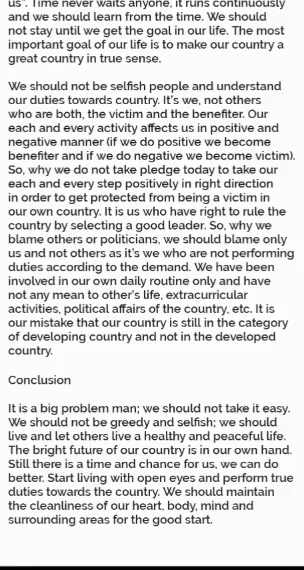 us". Time never waits anyone, it runs continuously
and we should learn from the time. We should
not stay until we get the goal in our life. The most
important goal of our life is to make our country a
great country in true sense.
We should not be selfish people and understand
our duties towards country. It's we, not others
who are both, the victim and the benefiter. Our
each and every activity affects us in positive and
negative manner (if we do positive we become
benefiter and if we do negative we become victim).
So, why we do not take pledge today to take our
each and every step positively in right direction
in order to get protected from being a victim in
our own country. It is us who have right to rule the
country by selecting a good leader. So, why we
blame others or politicians, we should blame only
us and not others as it's we who are not performing
duties according to the demand. We have been
involved in our own daily routine only and have
not any mean to other's life, extracurricular
activities, political affairs of the country, etc. It is
our mistake that our country is still in the category
of developing country and not in the developed
country.
Conclusion
It is a big problem man; we should not take it easy.
We should not be greedy and selfish; we should
live and let others live a healthy and peaceful life.
The bright future of our country is in our own hand.
Still there is a time and chance for us, we can do
better. Start living with open eyes and perform true
duties towards the country. We should maintain
the cleanliness of our heart, body, mind and
surrounding areas for the good start.